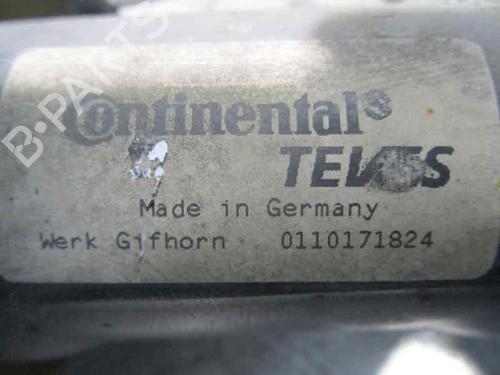 B-PARTS
Continental®
TEVES
Made in Germany
Werk Gifhorn 0110171824